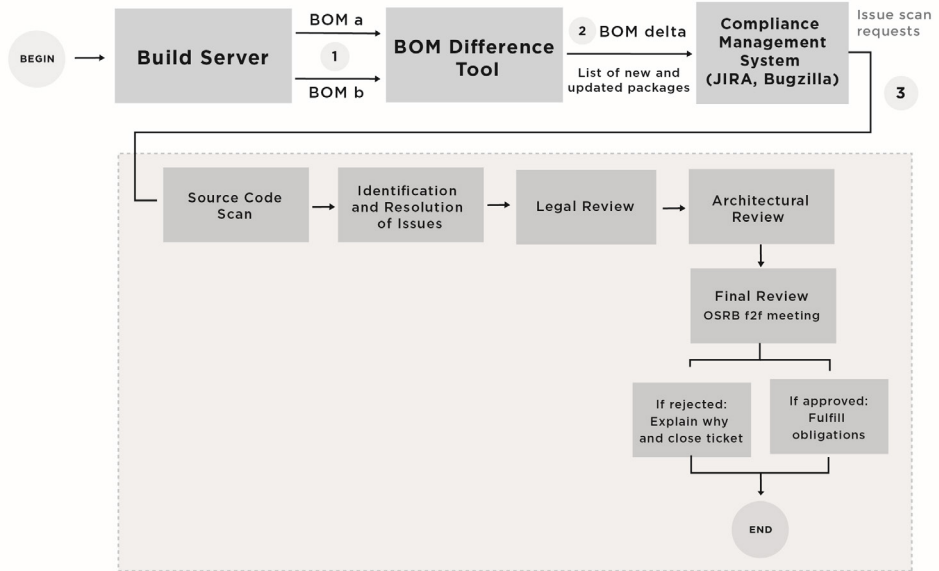 BEGIN
Build Server
BOM a
1
BOM b
BOM Difference
Tool
2
BOM delta
List of new and
updated packages
Compliance
Management
System
(JIRA, Bugzilla)
Issue scan
requests
3
Source Code
Scan
Identification
and Resolution
of Issues
Legal Review
Architectural
Review
Final Review
OSRB f2f meeting
If rejected:
Explain why
and close ticket
If approved:
Fulfill
obligations
END